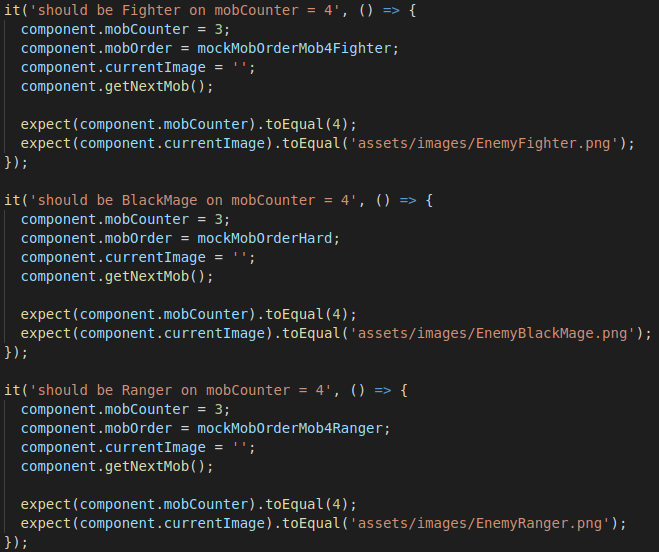 it('should be Fighter on mobCounter = 4', () => {
  component.mobCounter = 3;
  component.mobOrder = mockMobOrderMob4Fighter;
  component.currentImage = '';
  component.getNextMob();

  expect(component.mobCounter).toEqual(4);
  expect(component.currentImage).toEqual('assets/images/EnemyFighter.png');
});

it('should be BlackMage on mobCounter = 4', () => {
  component.mobCounter = 3;
  component.mobOrder = mockMobOrderHard;
  component.currentImage = '';
  component.getNextMob();

  expect(component.mobCounter).toEqual(4);
  expect(component.currentImage).toEqual('assets/images/EnemyBlackMage.png');
});

it('should be Ranger on mobCounter = 4', () => {
  component.mobCounter = 3;
  component.mobOrder = mockMobOrderMob4Ranger;
  component.currentImage = '';
  component.getNextMob();

  expect(component.mobCounter).toEqual(4);
  expect(component.currentImage).toEqual('assets/images/EnemyRanger.png');
});